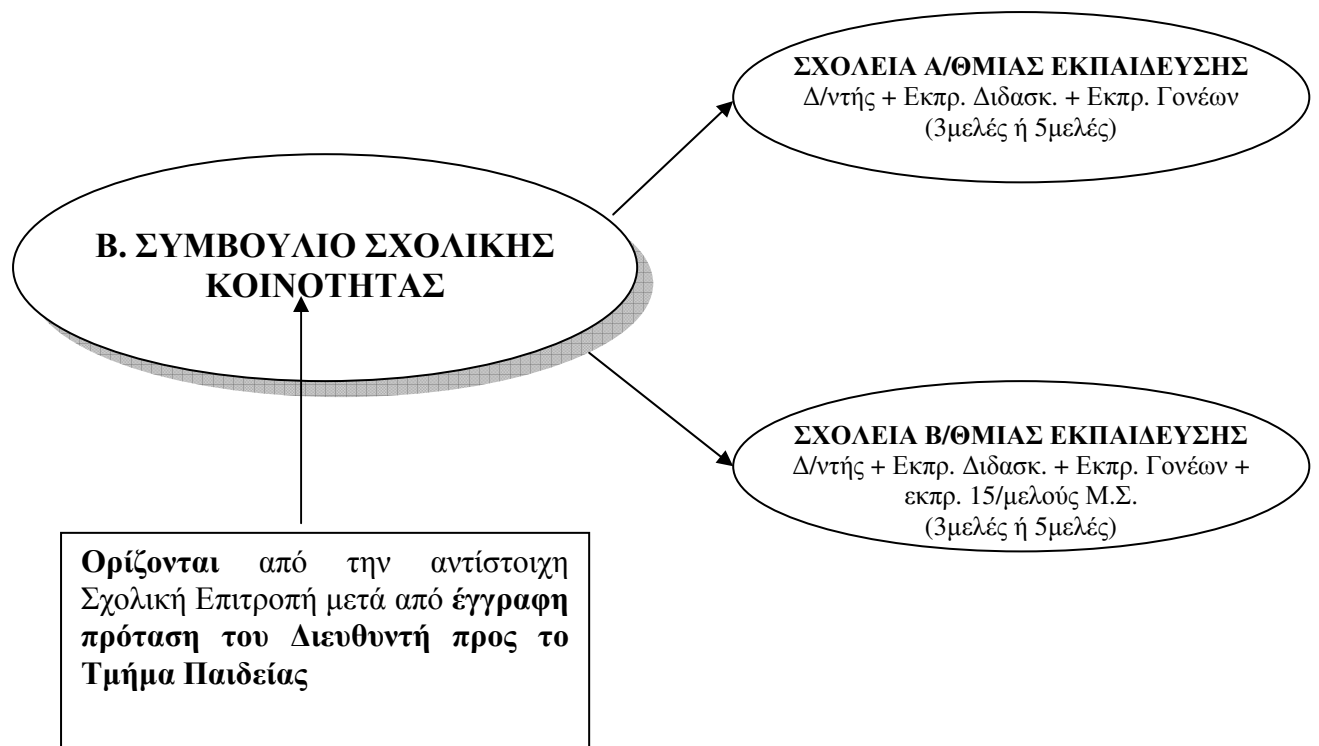 ΣΧΟΛΕΙΑ Α/ΘΜΙΑΣ ΕΚΠΑΙΔΕΥΣΗΣ
Δ/ντής + Εκπρ. Διδασκ. + Εκπρ. Γονέων
(3μελές ή 5μελές)
Β. ΣΥΜΒΟΥΛΙΟ ΣΧΟΛΙΚΗΣ
ΚΟΙΝΟΤΗΤΑΣ
ΣΧΟΛΕΙΑ Β/ΘΜΙΑΣ ΕΚΠΑΙΔΕΥΣΗΣ
Δ/ντής + Εκπρ. Διδασκ. + Εκπρ. Γονέων +
εκπρ. 15/μελούς Μ.Σ.
(3μελές ή 5μελές)
Ορίζονται από την αντίστοιχη
Σχολική Επιτροπή μετά από έγγραφη
πρόταση του Διευθυντή προς το
Τμήμα Παιδείας